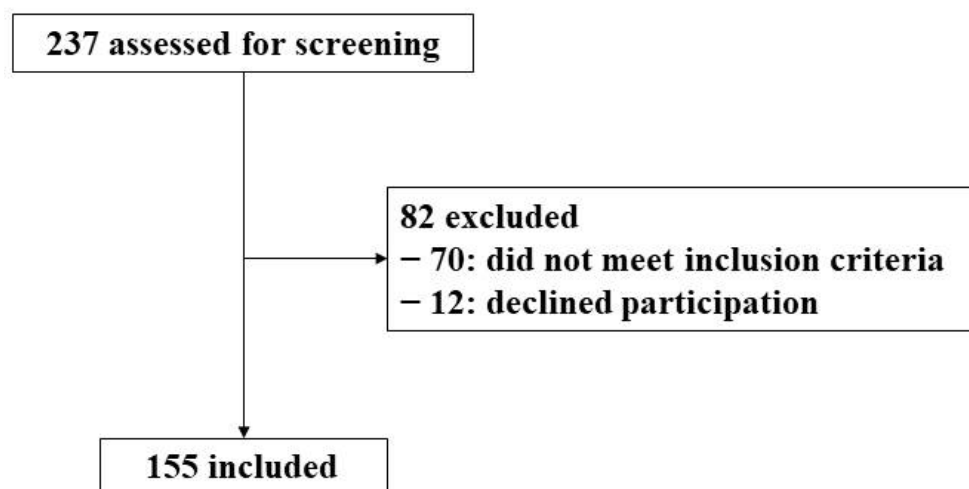 237 assessed for screening
82 excluded
− 70: did not meet inclusion criteria
− 12: declined participation
155 included